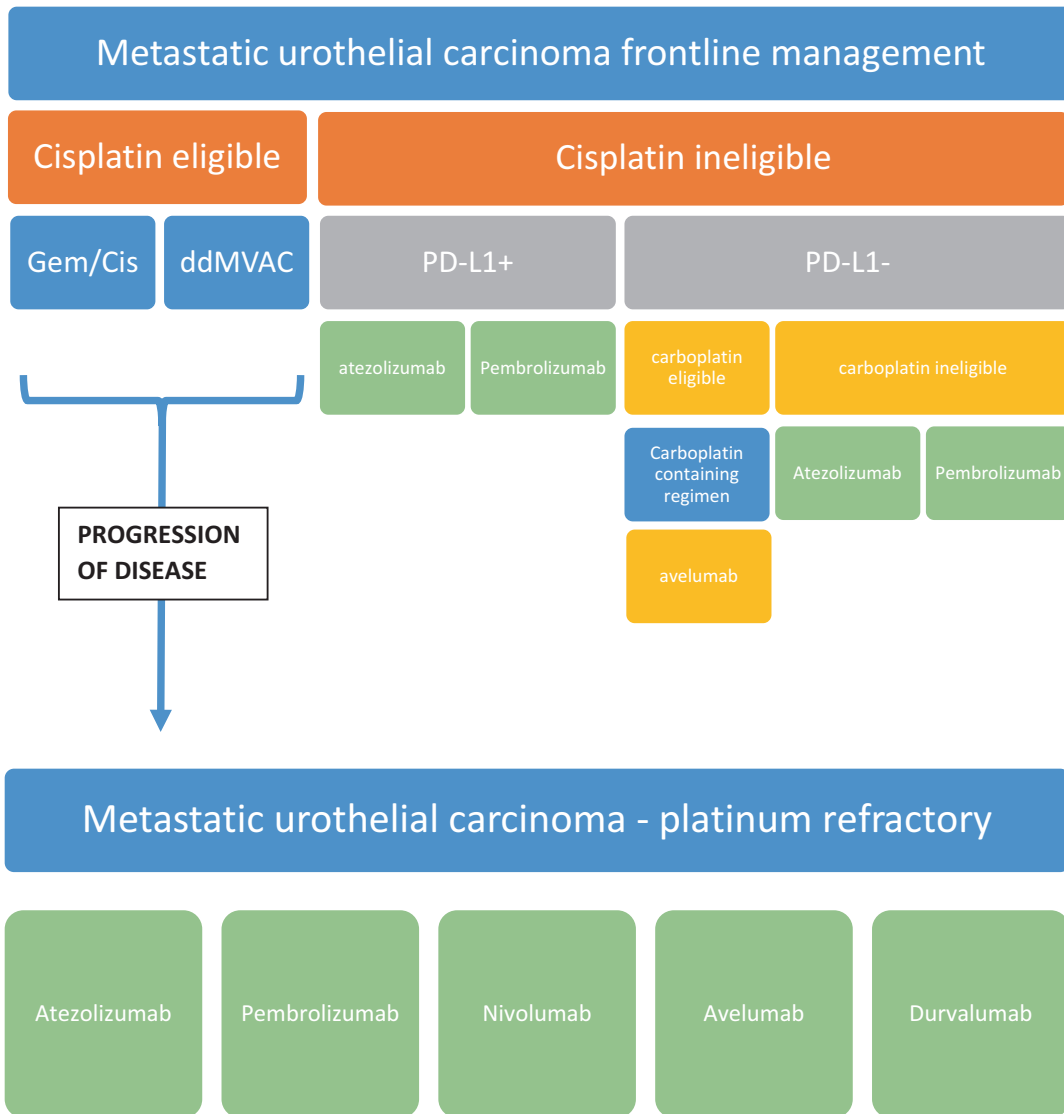 Metastatic urothelial carcinoma frontline management
Cisplatin eligible
Cisplatin ineligible
Gem/Cis
ddMVAC
PD-L1+
PD-L1-
atezolizumab
Pembrolizumab
carboplatin
eligible
carboplatin ineligible
Carboplatin
containing
regimen
Atezolizumab
Pembrolizumab
avelumab
PROGRESSION
OF DISEASE
Metastatic urothelial carcinoma - platinum refractory
Atezolizumab
Pembrolizumab
Nivolumab
Avelumab
Durvalumab